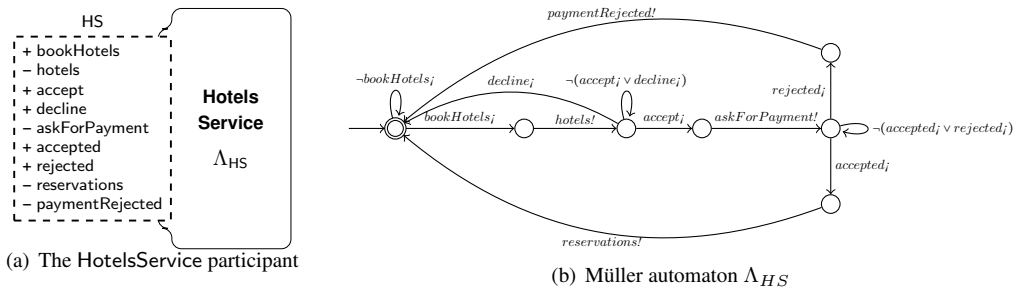 HS
+ bookHotels
− hotels
+ accept
+ decline
− askForPayment
+ accepted
+ rejected
− reservations
− paymentRejected
Hotels
Service
Λ_HS
(a) The HotelsService participant
paymentRejected!
¬bookHotels¡
decline¡
¬(accept¡ ∨ decline¡)
rejected¡
bookHotels¡
hotels!
accept¡
askForPayment!
¬(accepted¡ ∨ rejected¡)
accepted¡
reservations!
(b) Müller automaton Λ_HS